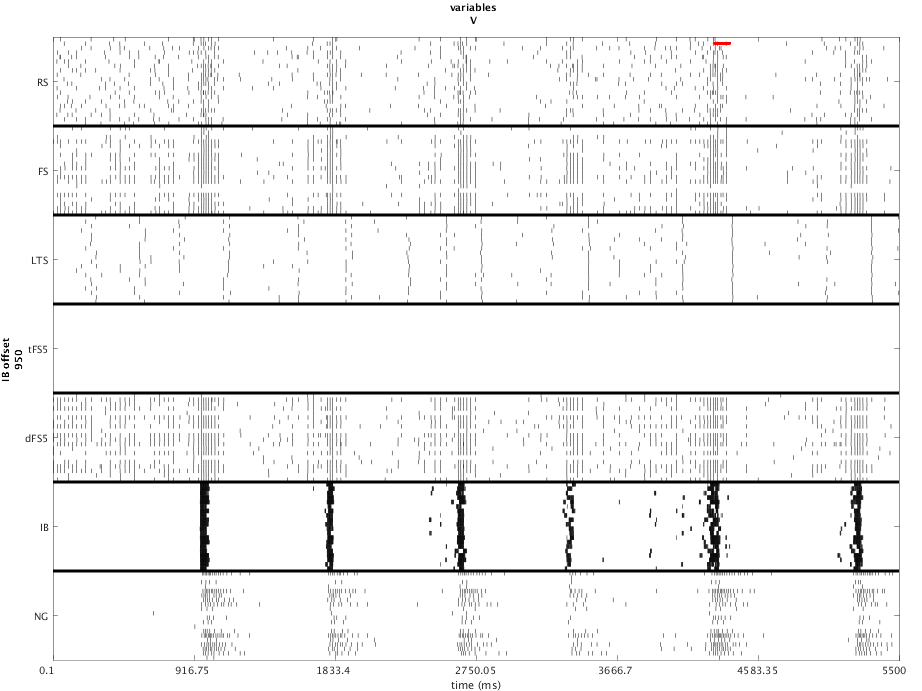 variables
V
RS
FS
LTS
tFS5
dFS5
IB
NG
IB offset
950
0.1 916.75 1833.4 2750.05 3666.7 4583.35 5500
time (ms)